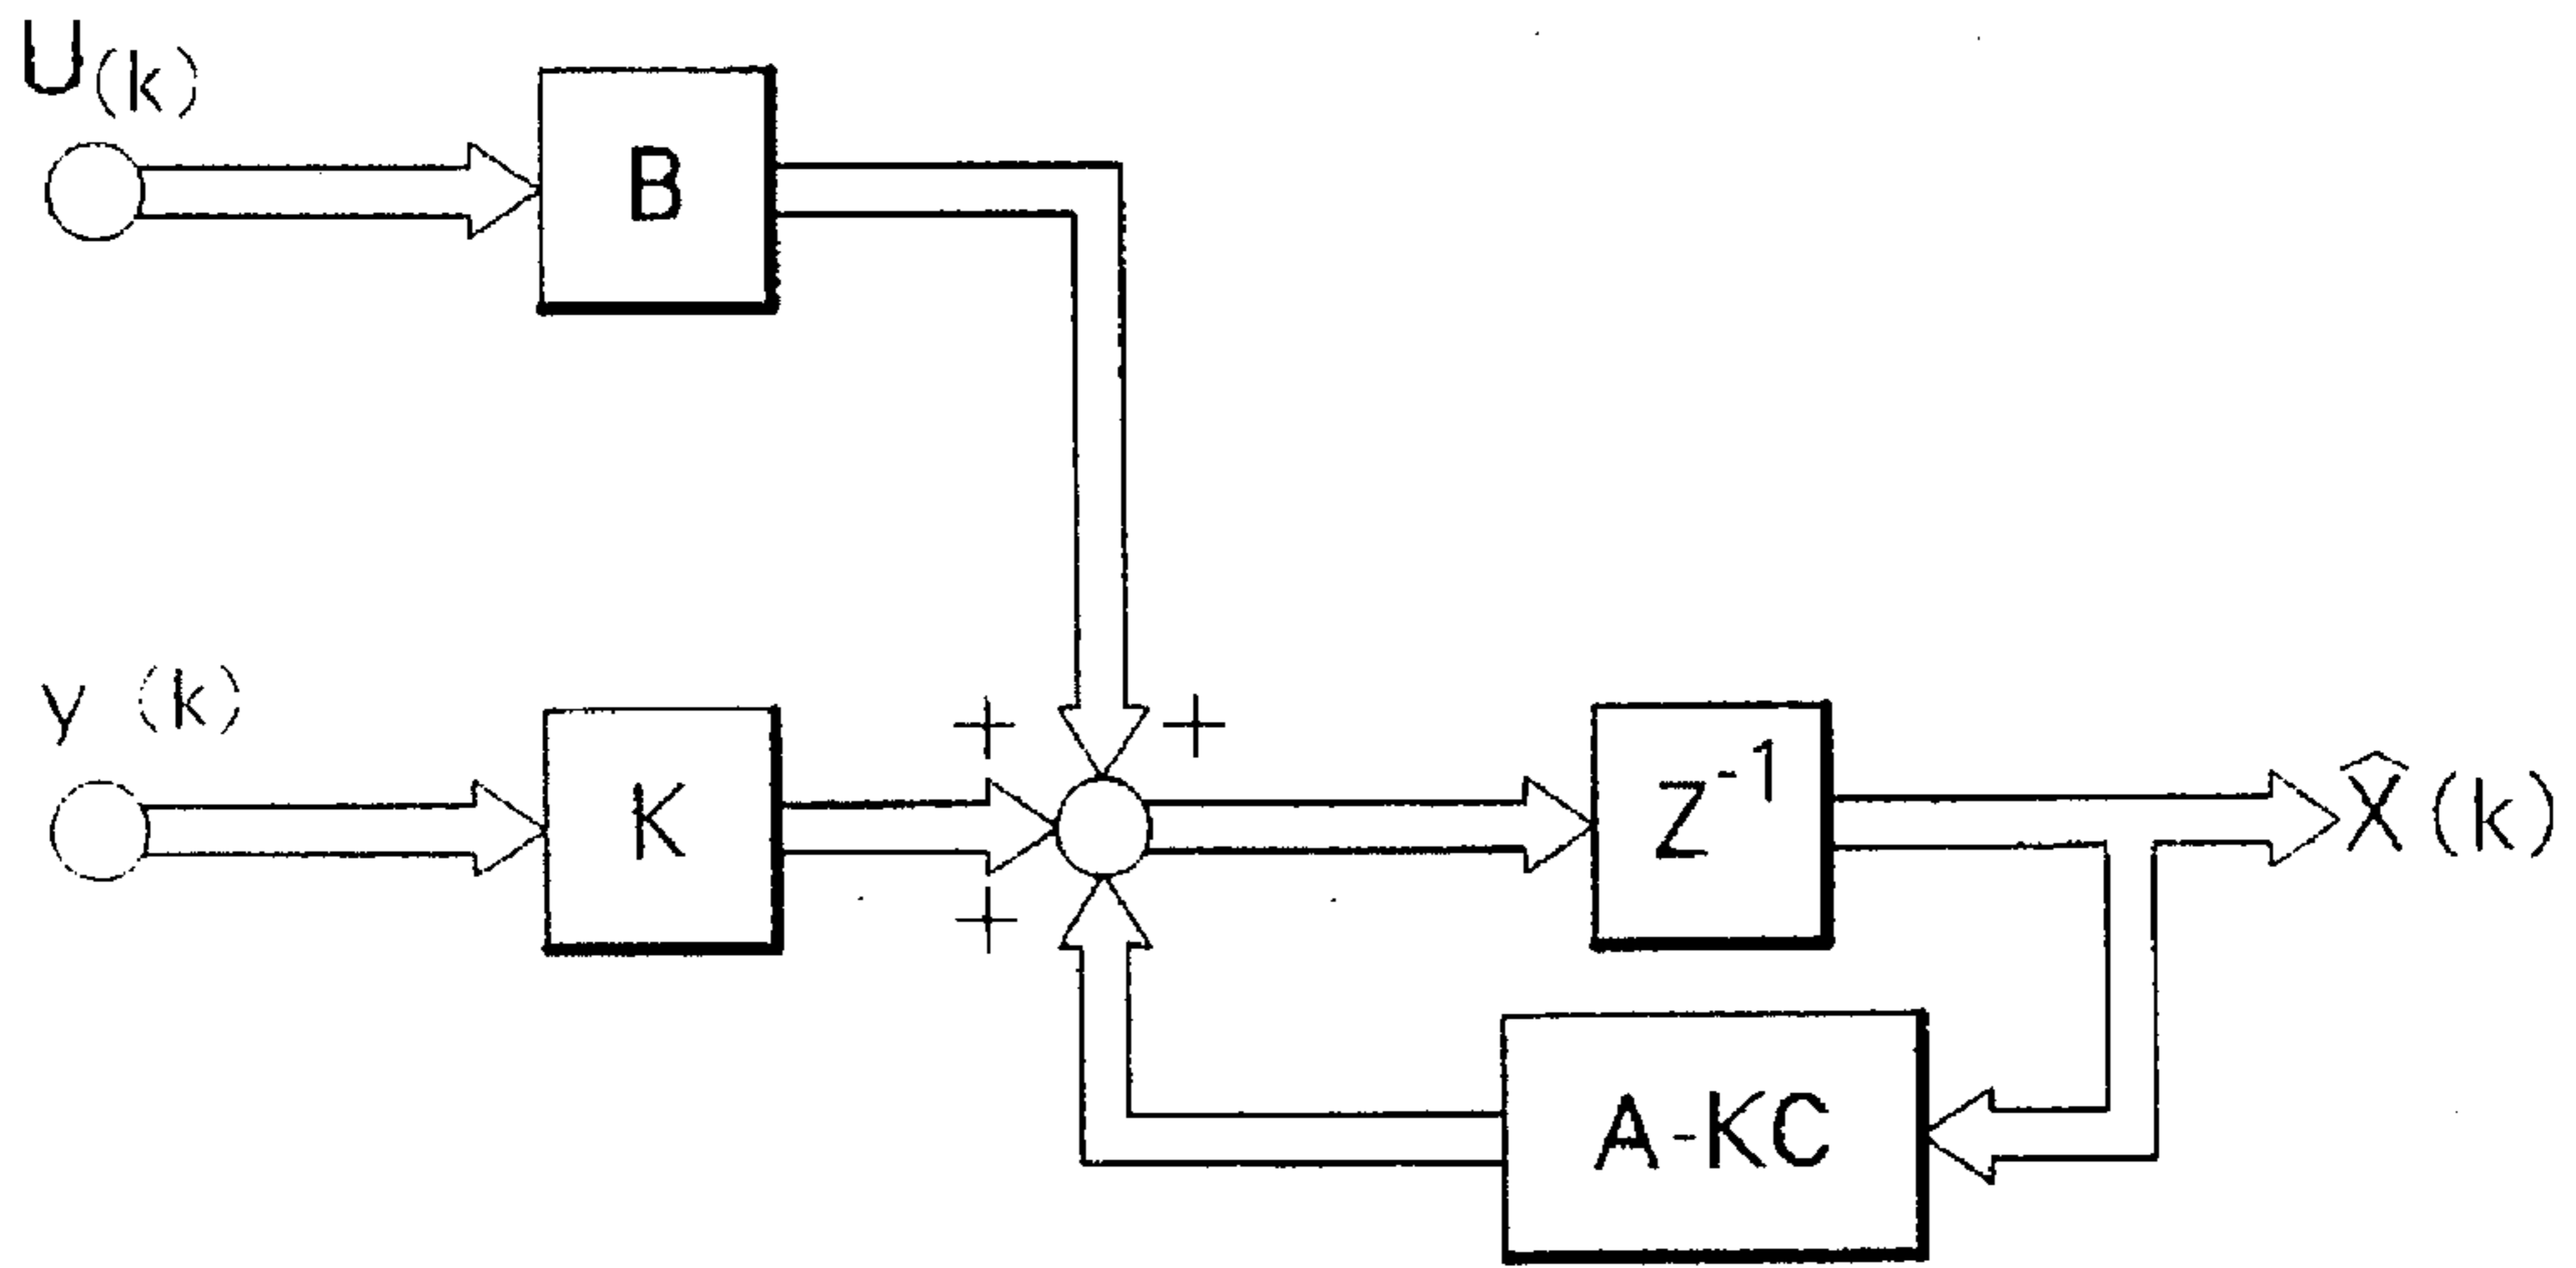 U(k)
B
y (k)
+ +
K
Z⁻¹
X̂(k)
+
A-KC